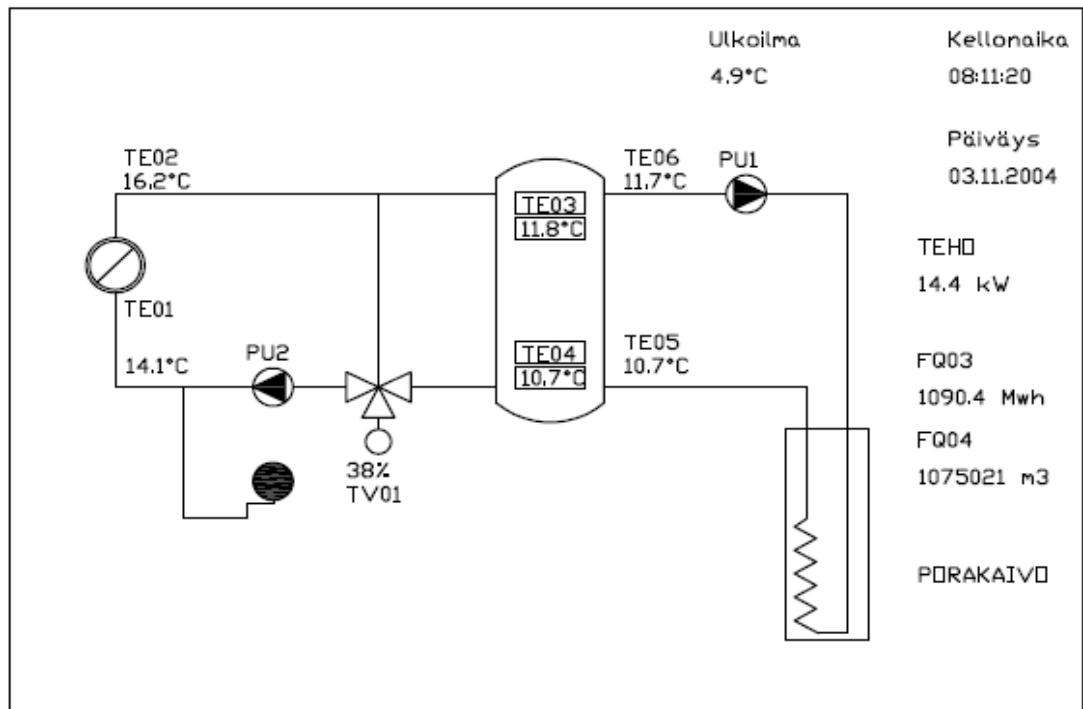 Ulkoilma
4.9°C
Kellonaika
08:11:20
Päiväys
03.11.2004
TE02
16.2°C
TE06
11.7°C
PU1
TE03
11.8°C
TEHO
14.4 kW
TE01
14.1°C
PU2
TE04
10.7°C
TE05
10.7°C
FQ03
1090.4 Mwh
FQ04
1075021 m3
38%
TV01
PORAKAIVO